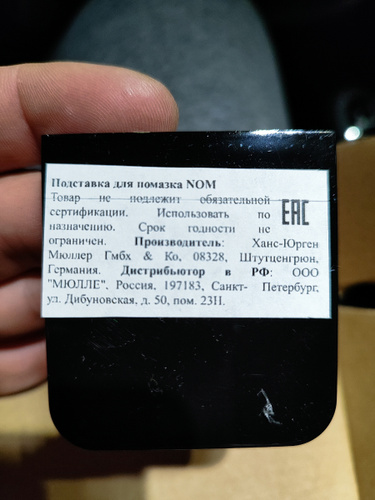 Подставка для помазка NOM
Товар не подлежит обязательной
сертификации. Использовать по
назначению. Срок годности не
ограничен. Производитель: Ханс-Юрген
Мюллер Гмбх & Ко, 08328, Штутценгрюн,
Германия. Дистрибьютор в РФ: ООО
"МЮЛЛЕ", Россия, 197183, Санкт- Петербург,
ул. Дибуновская, д. 50, пом. 23Н.
EAC